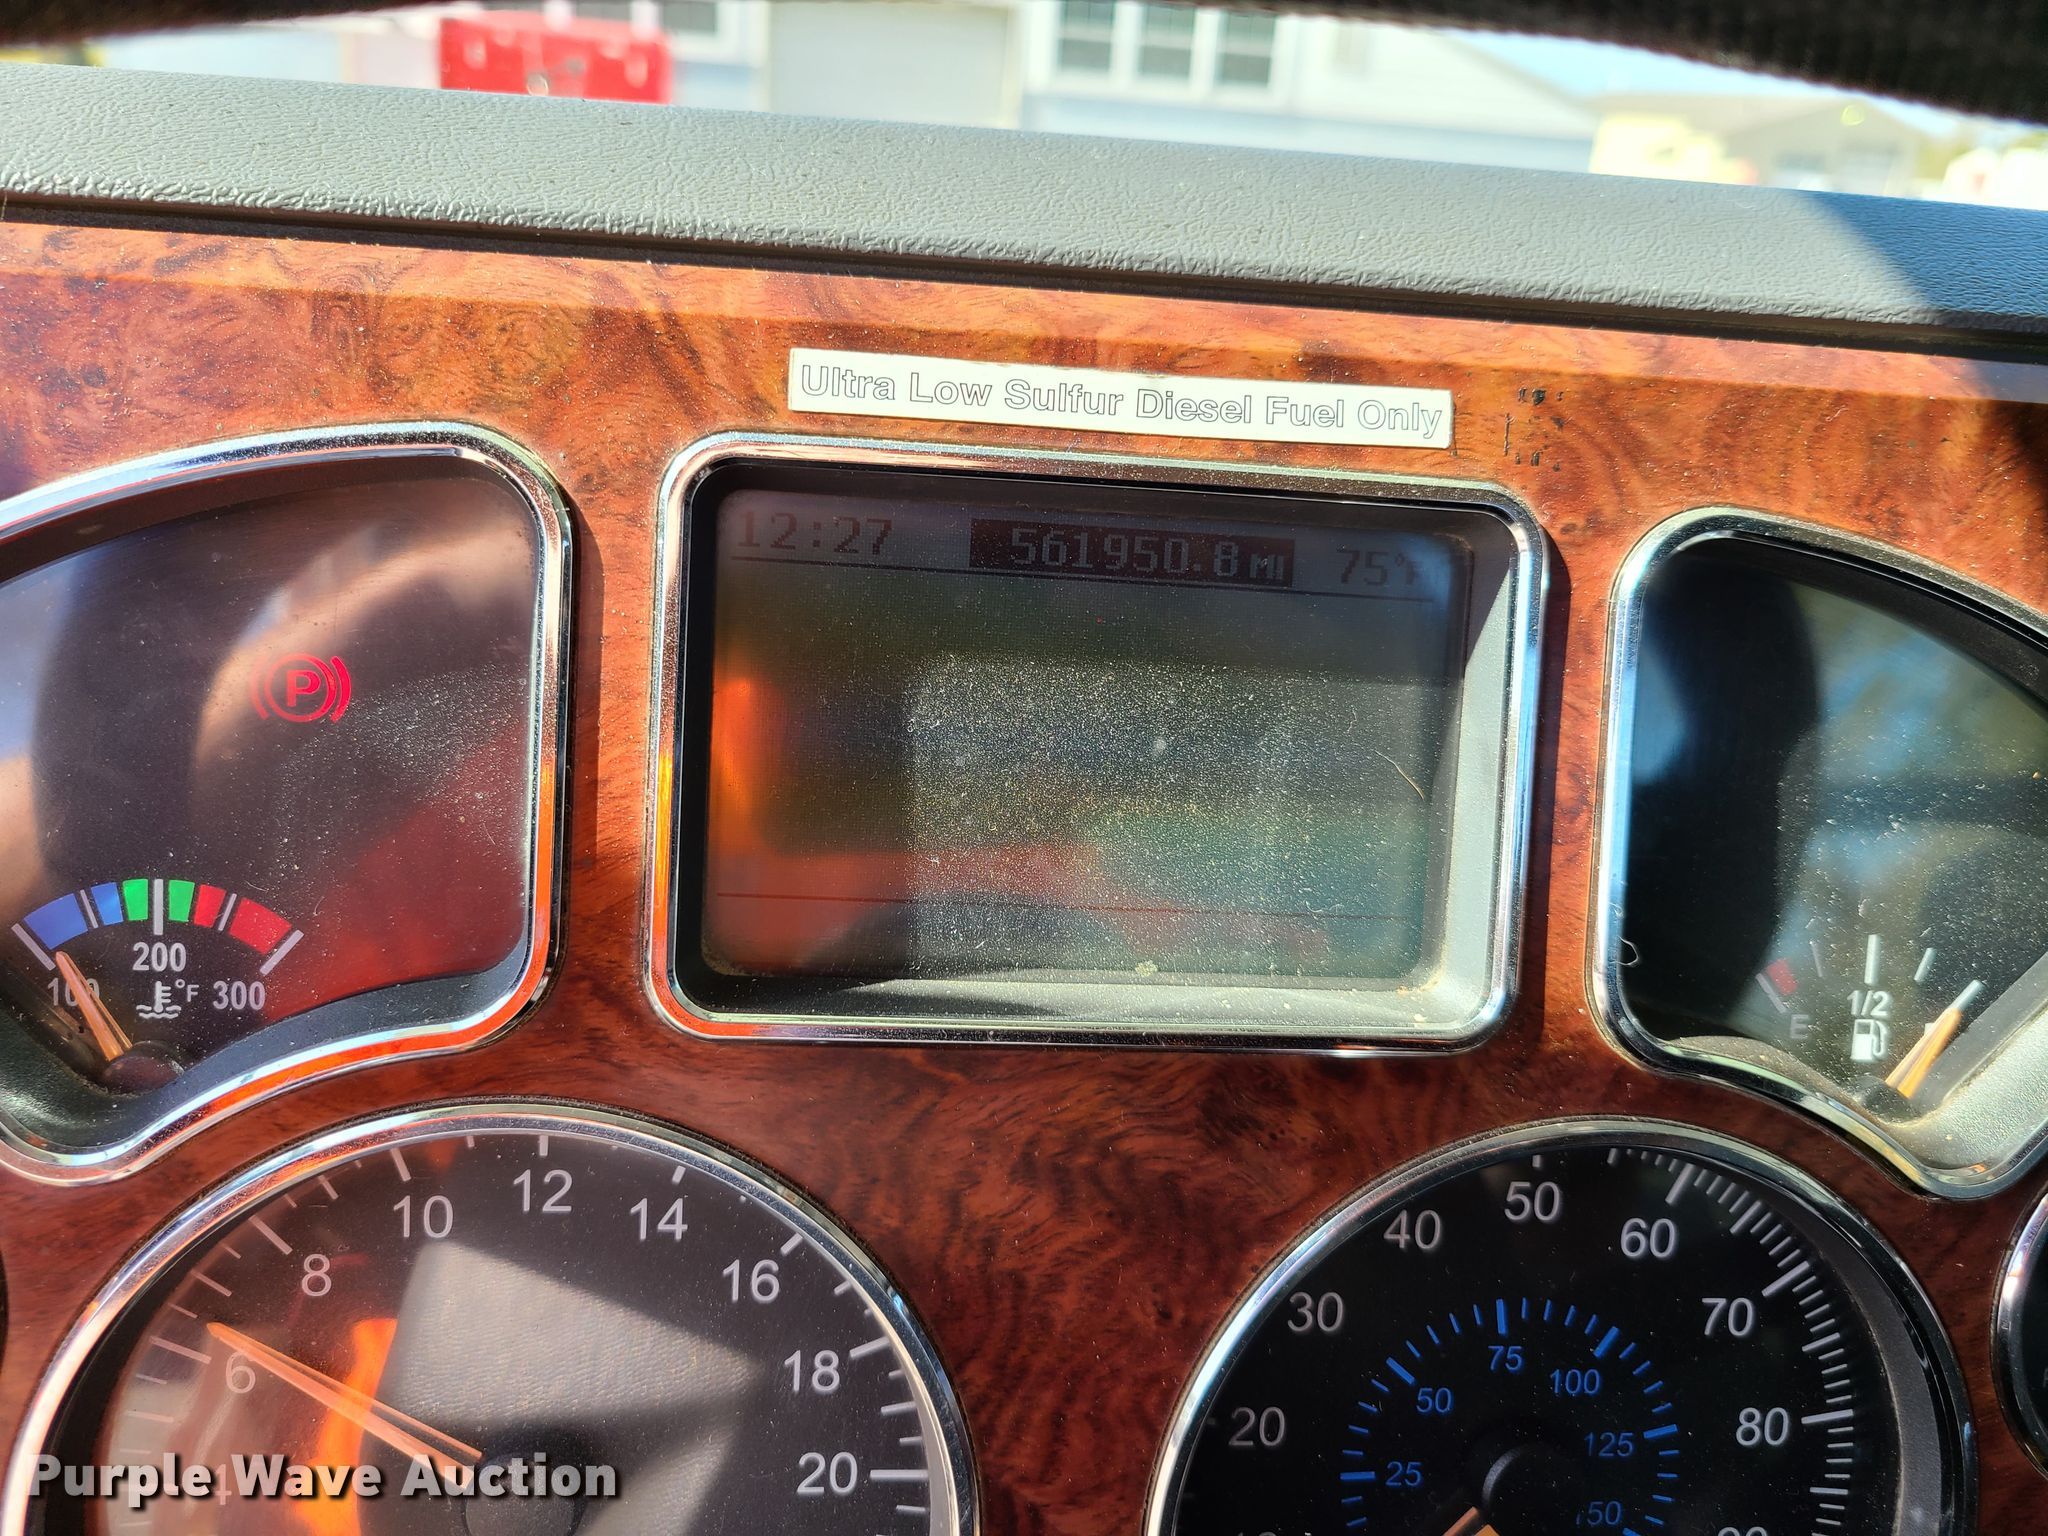 Ultra Low Sulfur Diesel Fuel Only
12:27 561950.8 MI 75°F
P
100 200 300
°F
E 1/2
6 8 10 12 14 16 18 20
20 30 40 50 60 70 80
25 50 75 100 125
Purple Wave Auction